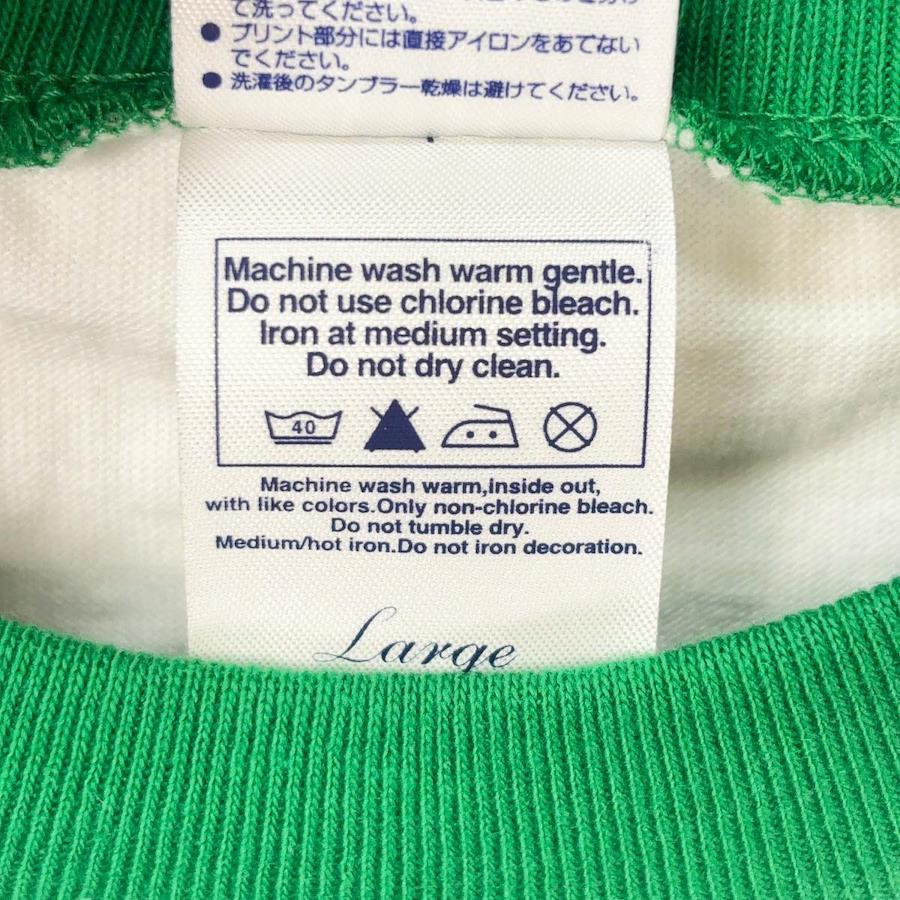 て洗ってください。
● プリント部分には直接アイロンをあてない
でください。
● 洗濯後のタンブラー乾燥は避けてください。
Machine wash warm gentle.
Do not use chlorine bleach.
Iron at medium setting.
Do not dry clean.
40
Machine wash warm,inside out,
with like colors.Only non-chlorine bleach.
Do not tumble dry.
Medium/hot iron.Do not iron decoration.
Large